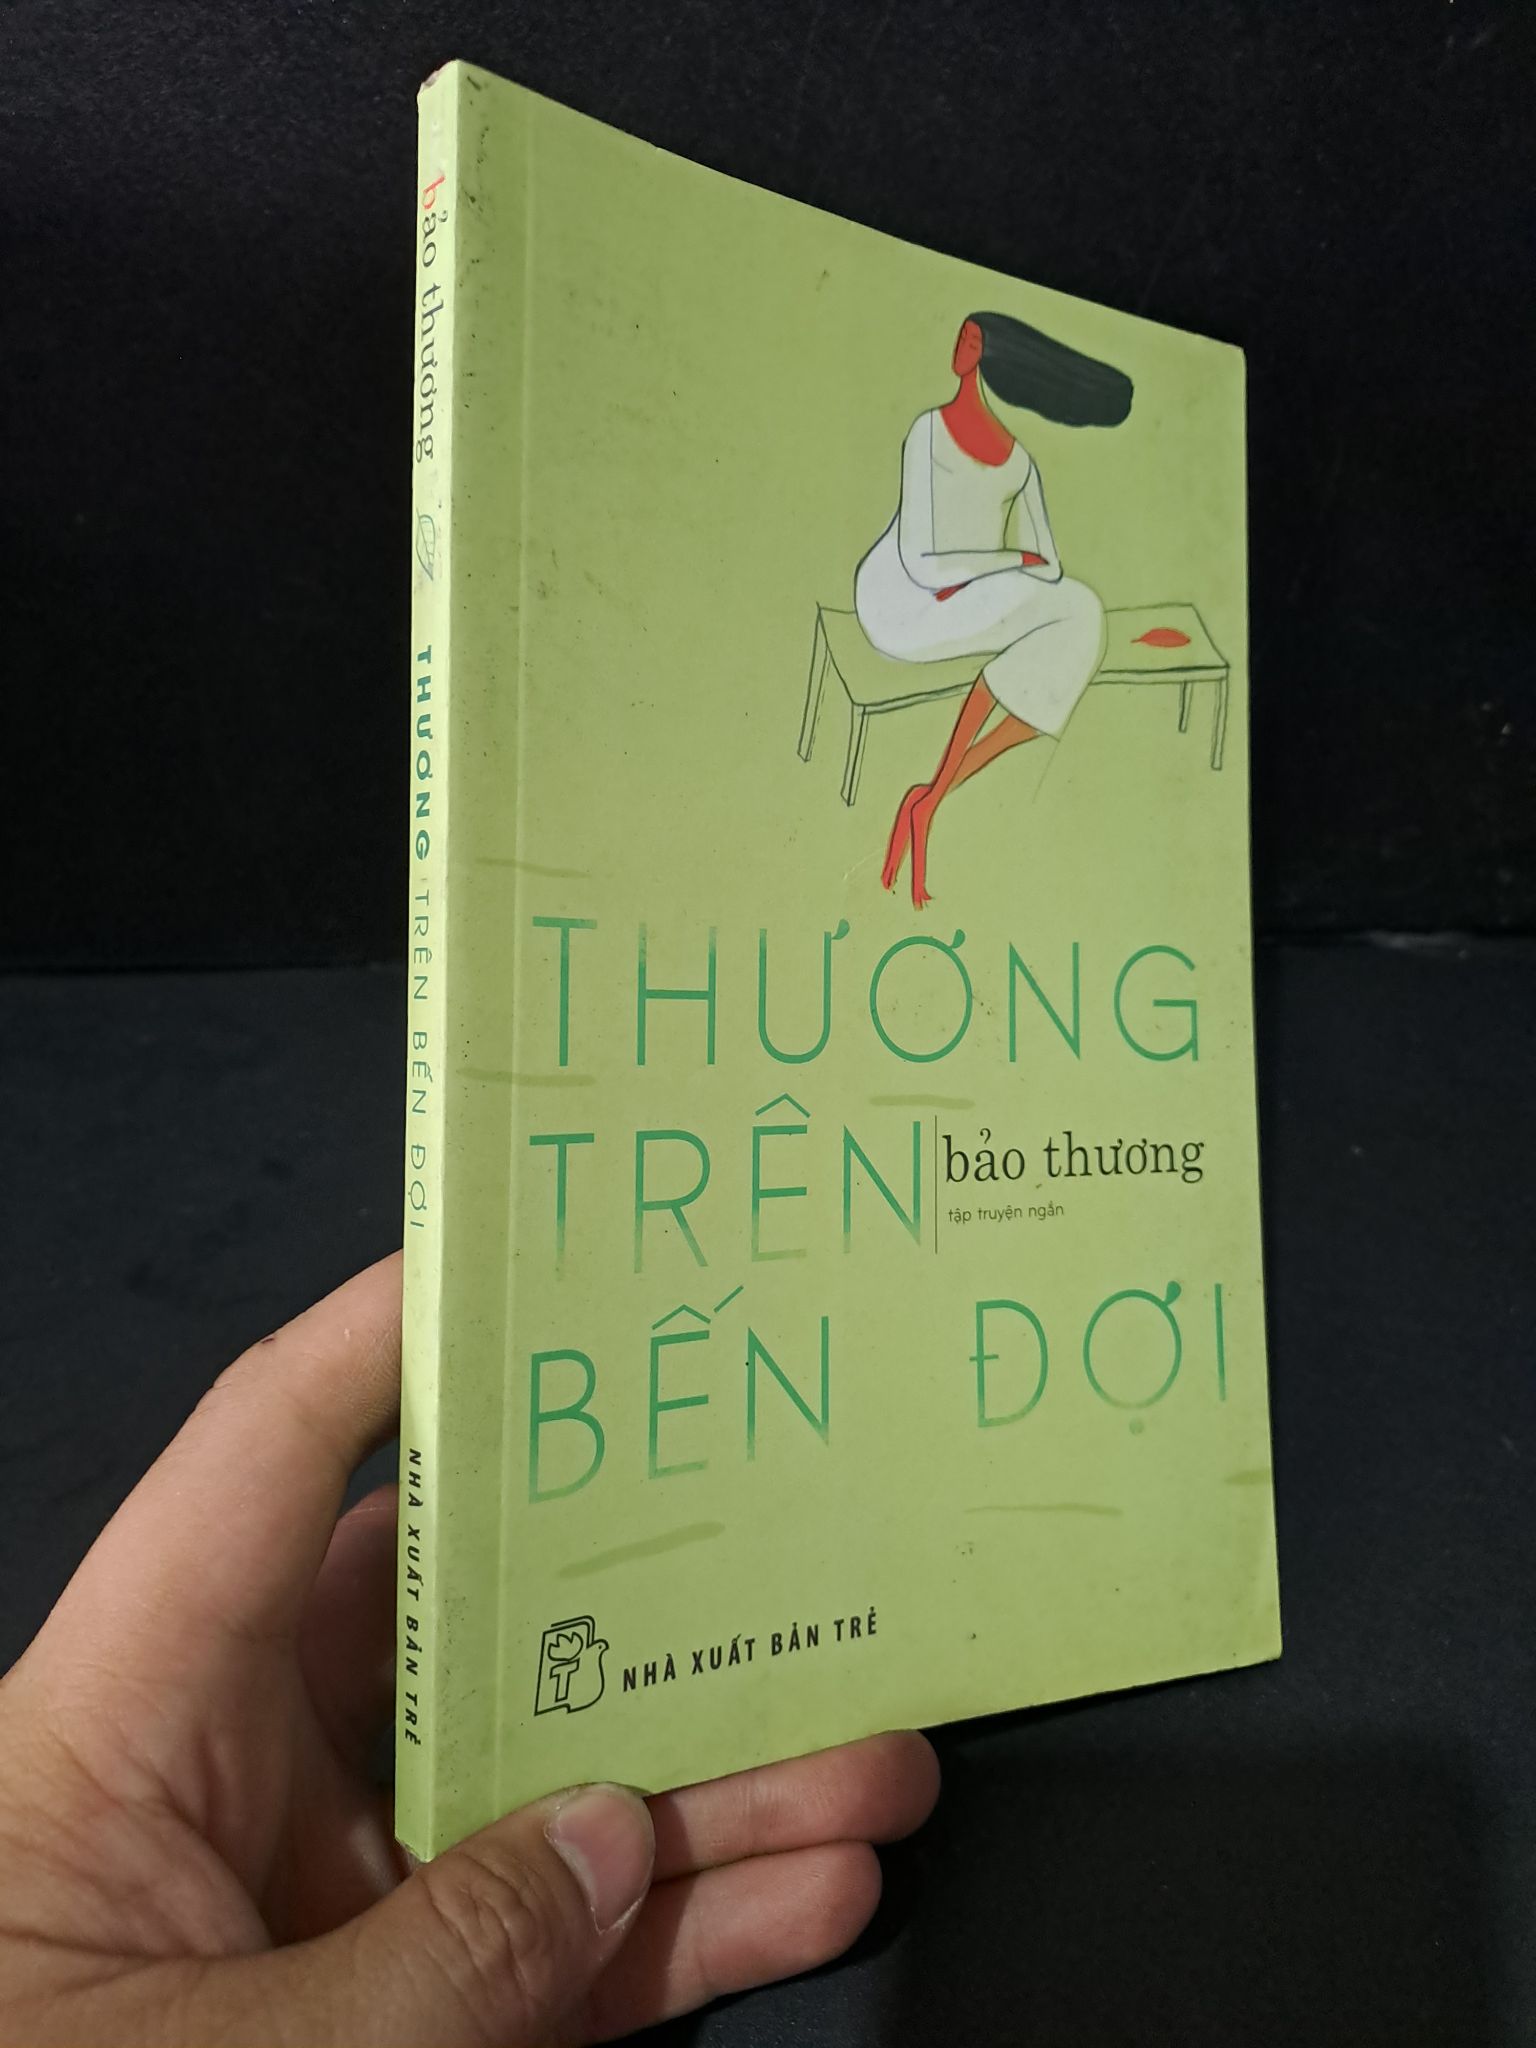 bảo thương
THƯƠNG TRÊN BẾN ĐỢI
NHÀ XUẤT BẢN TRẺ
THƯƠNG
TRÊN
bảo thương
tập truyện ngắn
BẾN ĐỢI
T
NHÀ XUẤT BẢN TRẺ